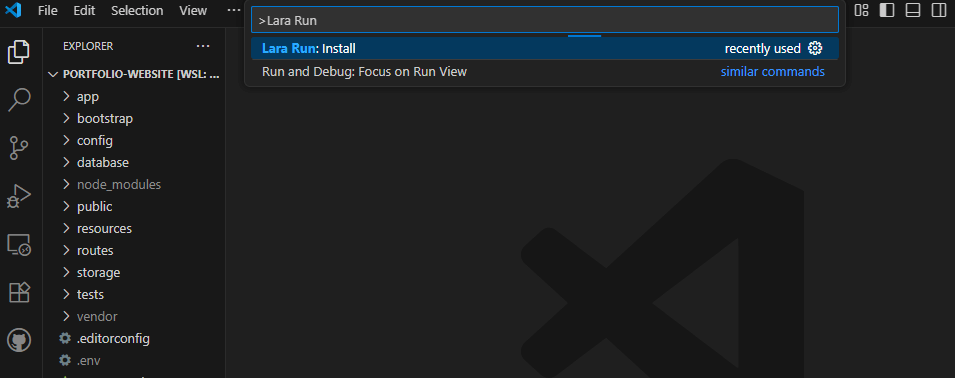 File Edit Selection View ···
>Lara Run
Lara Run: Install recently used
Run and Debug: Focus on Run View similar commands
EXPLORER ···
PORTFOLIO-WEBSITE [WSL: ...
app
bootstrap
config
database
node_modules
public
resources
routes
storage
tests
vendor
.editorconfig
.env